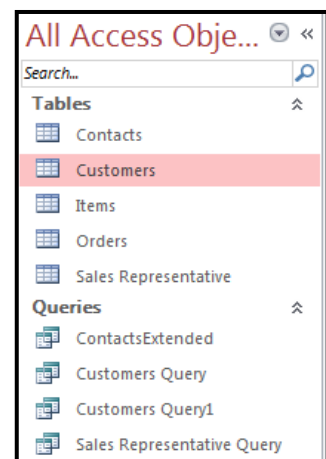 All Access Obje...
Search...
Tables
Contacts
Customers
Items
Orders
Sales Representative
Queries
ContactsExtended
Customers Query
Customers Query1
Sales Representative Query